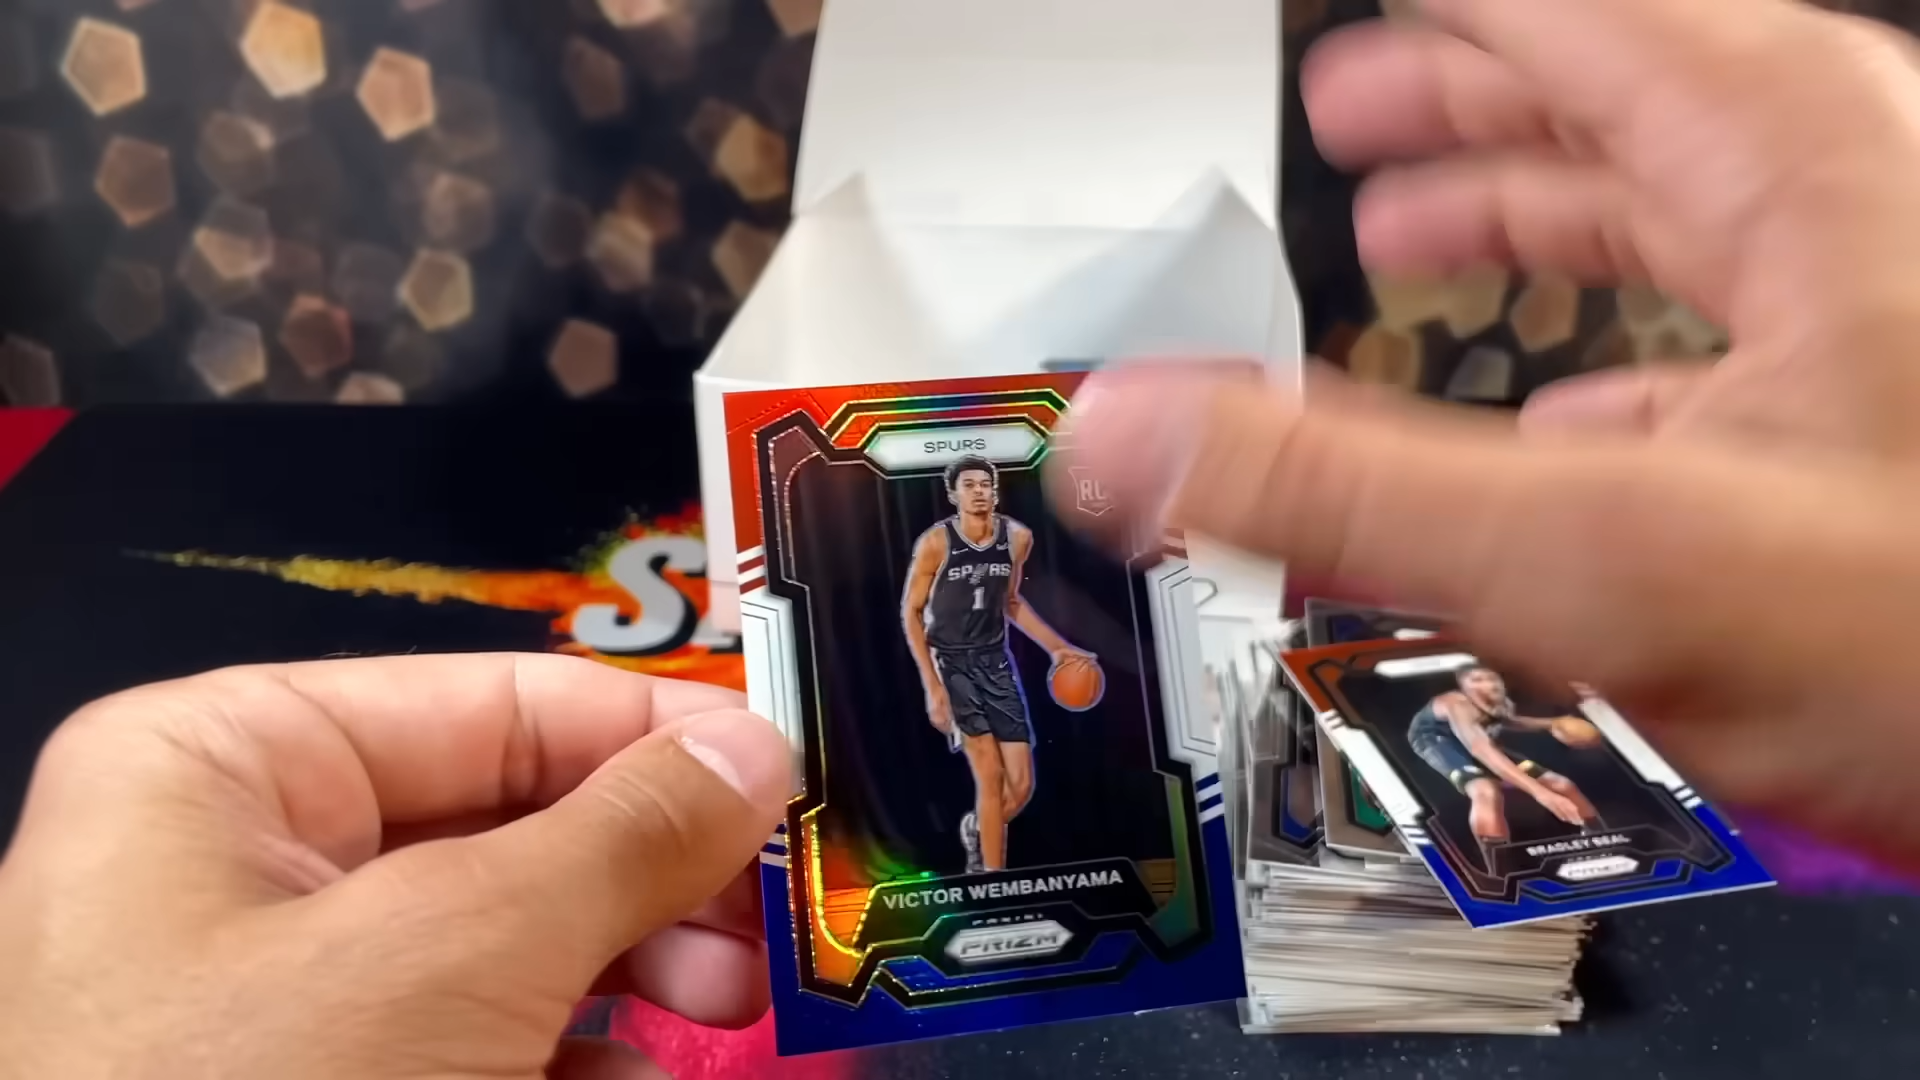 SPURS
RC
SPURS
1
VICTOR WEMBANYAMA
PANINI
PRIZM
BRADLEY BEAL
PRIZM